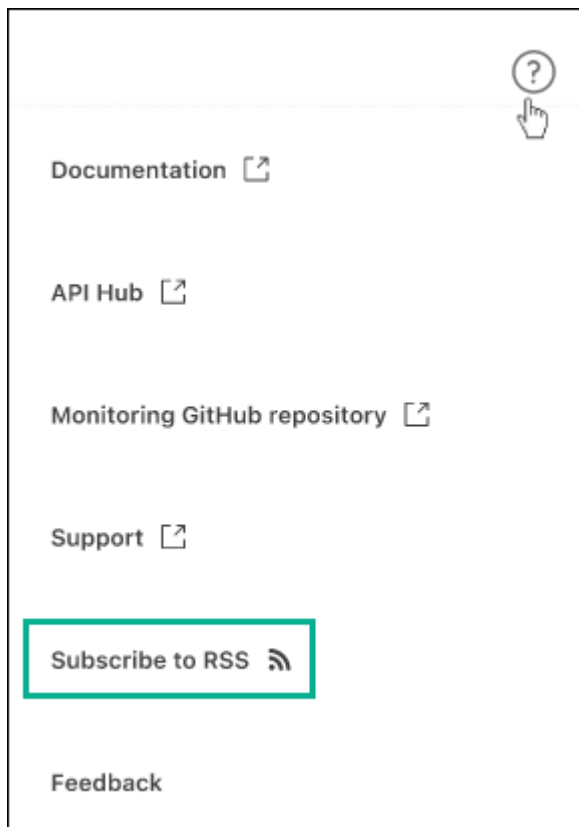 ?
Documentation
API Hub
Monitoring GitHub repository
Support
Subscribe to RSS
Feedback